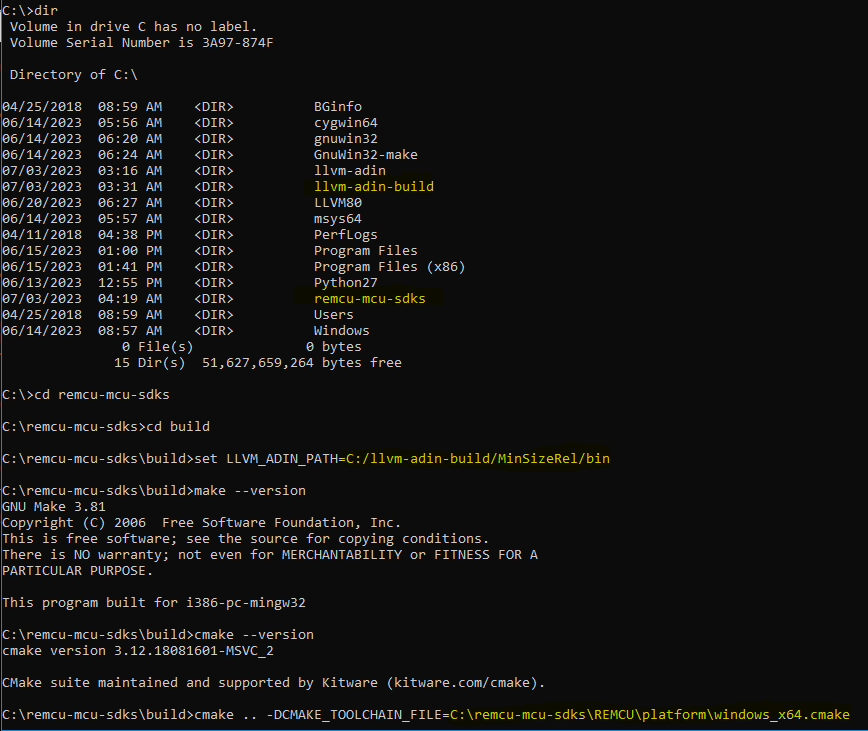 C:\>dir
 Volume in drive C has no label.
 Volume Serial Number is 3A97-874F

 Directory of C:\

04/25/2018  08:59 AM    <DIR>          BGinfo
06/14/2023  05:56 AM    <DIR>          cygwin64
06/14/2023  06:20 AM    <DIR>          gnuwin32
06/14/2023  06:24 AM    <DIR>          GnuWin32-make
07/03/2023  03:16 AM    <DIR>          llvm-adin
07/03/2023  03:31 AM    <DIR>          llvm-adin-build
06/20/2023  06:27 AM    <DIR>          LLVM80
06/14/2023  05:57 AM    <DIR>          msys64
04/11/2018  04:38 PM    <DIR>          PerfLogs
06/15/2023  01:00 PM    <DIR>          Program Files
06/15/2023  01:41 PM    <DIR>          Program Files (x86)
06/13/2023  12:55 PM    <DIR>          Python27
07/03/2023  04:19 AM    <DIR>          remcu-mcu-sdks
04/25/2018  08:59 AM    <DIR>          Users
06/14/2023  08:57 AM    <DIR>          Windows
               0 File(s)              0 bytes
              15 Dir(s)  51,627,659,264 bytes free

C:\>cd remcu-mcu-sdks

C:\remcu-mcu-sdks>cd build

C:\remcu-mcu-sdks\build>set LLVM_ADIN_PATH=C:/llvm-adin-build/MinSizeRel/bin

C:\remcu-mcu-sdks\build>make --version
GNU Make 3.81
Copyright (C) 2006  Free Software Foundation, Inc.
This is free software; see the source for copying conditions.
There is NO warranty; not even for MERCHANTABILITY or FITNESS FOR A
PARTICULAR PURPOSE.

This program built for i386-pc-mingw32

C:\remcu-mcu-sdks\build>cmake --version
cmake version 3.12.18081601-MSVC_2

CMake suite maintained and supported by Kitware (kitware.com/cmake).

C:\remcu-mcu-sdks\build>cmake .. -DCMAKE_TOOLCHAIN_FILE=C:\remcu-mcu-sdks\REMCU\platform\windows_x64.cmake